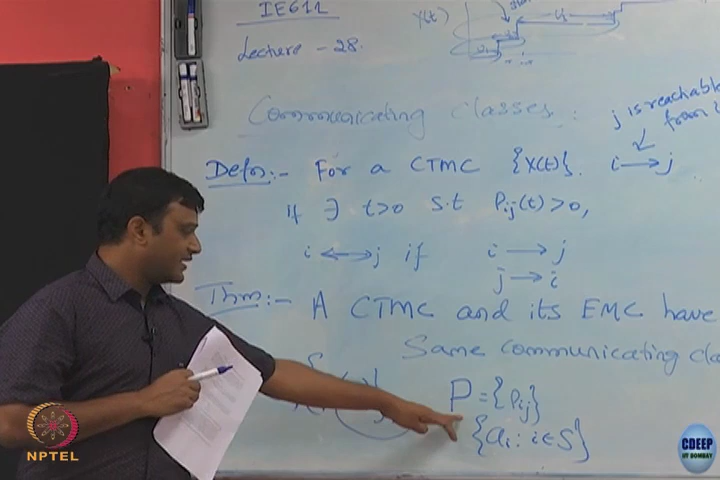 IE611
Lecture - 28.
X(t)
Communicating classes :
j is reachable
from
Defn:- For a CTMC {X(t)}. i → j
if ∃ t>0 s.t Pij(t)>0,
i ↔ j if i → j
j → i
Thm:- A CTMC and its EMC have
Same communicating cla
P = {Pij}
{ai : i∈S}
NPTEL
CDEEP
IIT BOMBAY